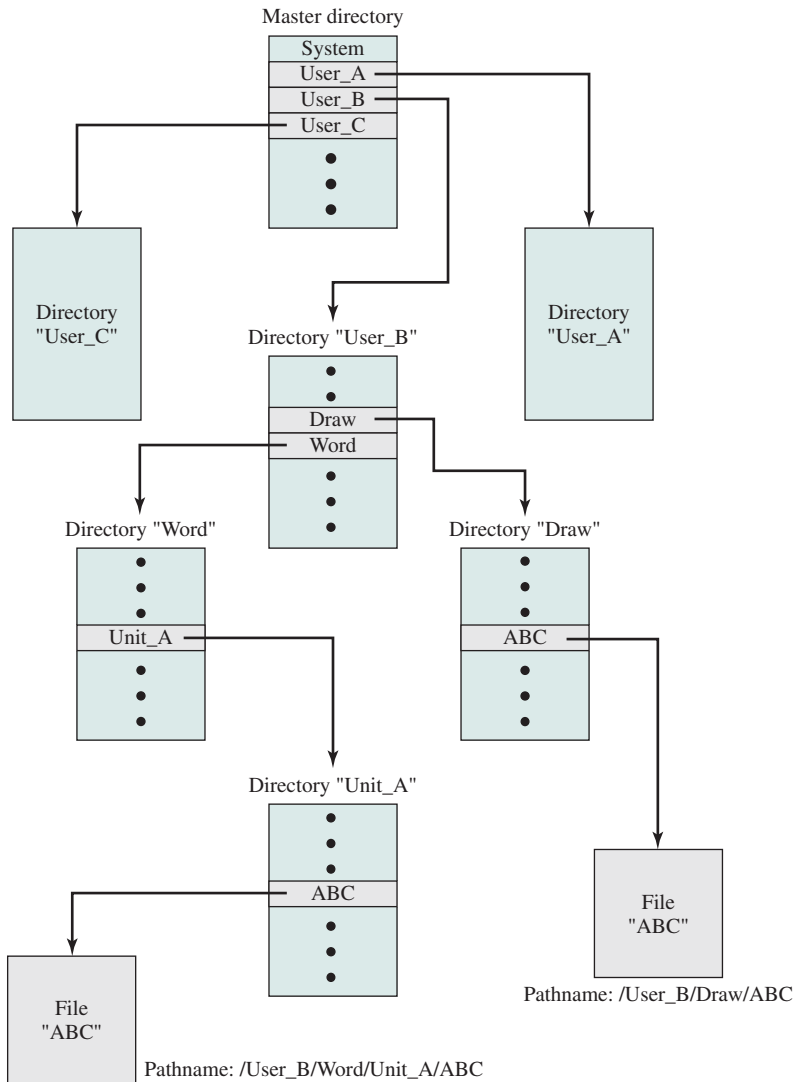 Master directory
System
User_A
User_B
User_C
Directory
"User_C"
Directory
"User_A"
Directory "User_B"
Draw
Word
Directory "Word"
Directory "Draw"
Unit_A
ABC
Directory "Unit_A"
ABC
File
"ABC"
Pathname: /User_B/Draw/ABC
File
"ABC"
Pathname: /User_B/Word/Unit_A/ABC